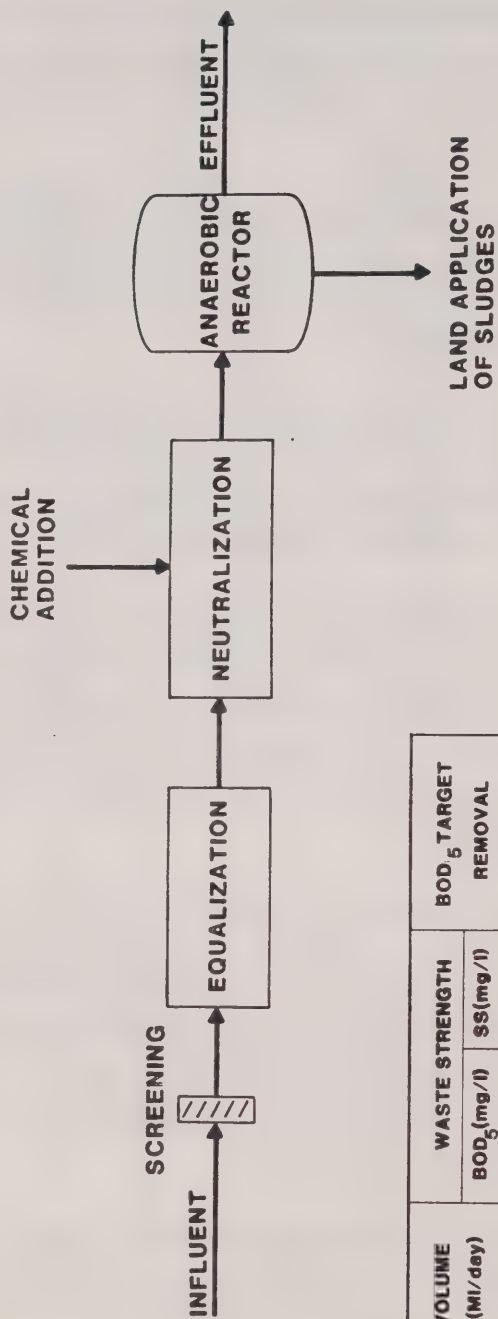 CHEMICAL
ADDITION
SCREENING
INFLUENT
EQUALIZATION
NEUTRALIZATION
ANAEROBIC
REACTOR
EFFLUENT
LAND APPLICATION
OF SLUDGES
VOLUME
(Ml/day)
WASTE STRENGTH
BOD5(mg/l)
SS(mg/l)
BOD5 TARGET
REMOVAL